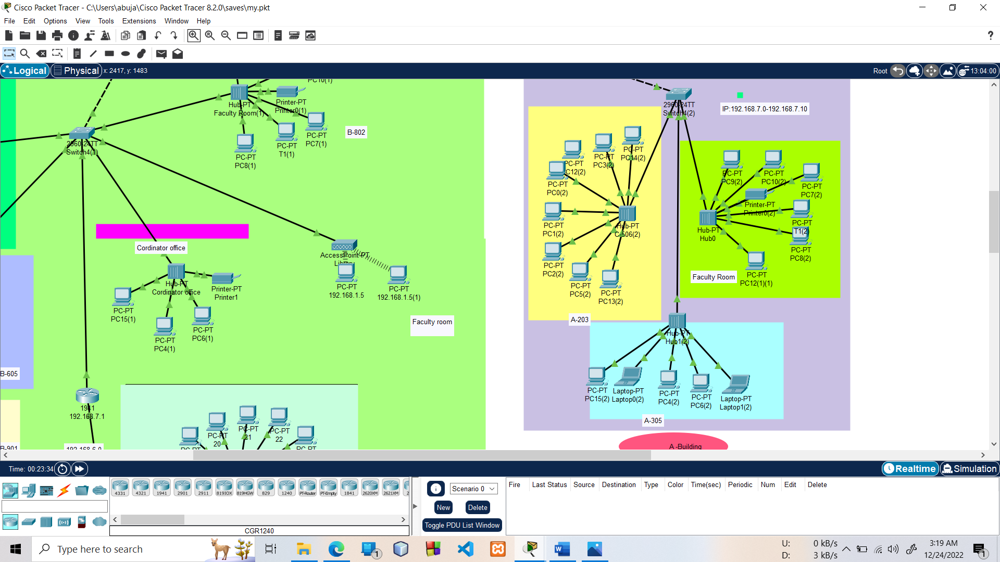 Cisco Packet Tracer - C:\Users\abuja\Cisco Packet Tracer 8.2.0\saves\my.pkt
File Edit Options View Tools Extensions Window Help
Logical Physical x: 2417, y: 1483 Root 13:04:00
PC10(1)
Hub-PT
Faculty Room(1)
Printer-PT
Printer0(1)
PC-PT
PC7(1)
PC-PT
T1(1)
PC-PT
PC8(1)
B-802
2960-24TT
Switch4(1)
Cordinator office
Hub-PT
Cordinator office
Printer-PT
Printer1
PC-PT
PC15(1)
PC-PT
PC4(1)
PC-PT
PC6(1)
AccessPoint-PT
Library
PC-PT
192.168.1.5
PC-PT
192.168.1.5(1)
Faculty room
B-605
1941
192.168.7.1
192.168.6.0
B-901
PC-PT
PC-PT
20
PC-PT
21
PC-PT
22
PC-PT
2960-24TT
Switch4(2)
IP:192.168.7.0-192.168.7.10
PC-PT
PC12(2)
PC-PT
PC3(2)
PC-PT
PC14(2)
PC-PT
PC0(2)
PC-PT
PC1(2)
PC-PT
PC2(2)
PC-PT
PC5(2)
PC-PT
PC13(2)
Hub-PT
C-506(2)
A-203
PC-PT
PC9(2)
PC-PT
PC10(2)
PC-PT
PC7(2)
Printer-PT
Printer0(2)
PC-PT
T1(2)
PC-PT
PC8(2)
Hub-PT
Hub0
PC-PT
PC12(1)(1)
Faculty Room
Hub-PT
Hub1(2)
PC-PT
PC15(2)
Laptop-PT
Laptop0(2)
PC-PT
PC4(2)
PC-PT
PC6(2)
Laptop-PT
Laptop1(2)
A-305
A -Building
Time: 00:23:34 Realtime Simulation
4331 4321 1941 2901 2911 819IOX 819HGW 829 1240 PT-Router PT-Empty 1841 2620XM 2621XM 2
CGR1240
Scenario 0
New Delete
Toggle PDU List Window
Fire Last Status Source Destination Type Color Time(sec) Periodic Num Edit Delete
Type here to search
1
U: 0 kB/s
D: 3 kB/s
3:19 AM
12/24/2022
1